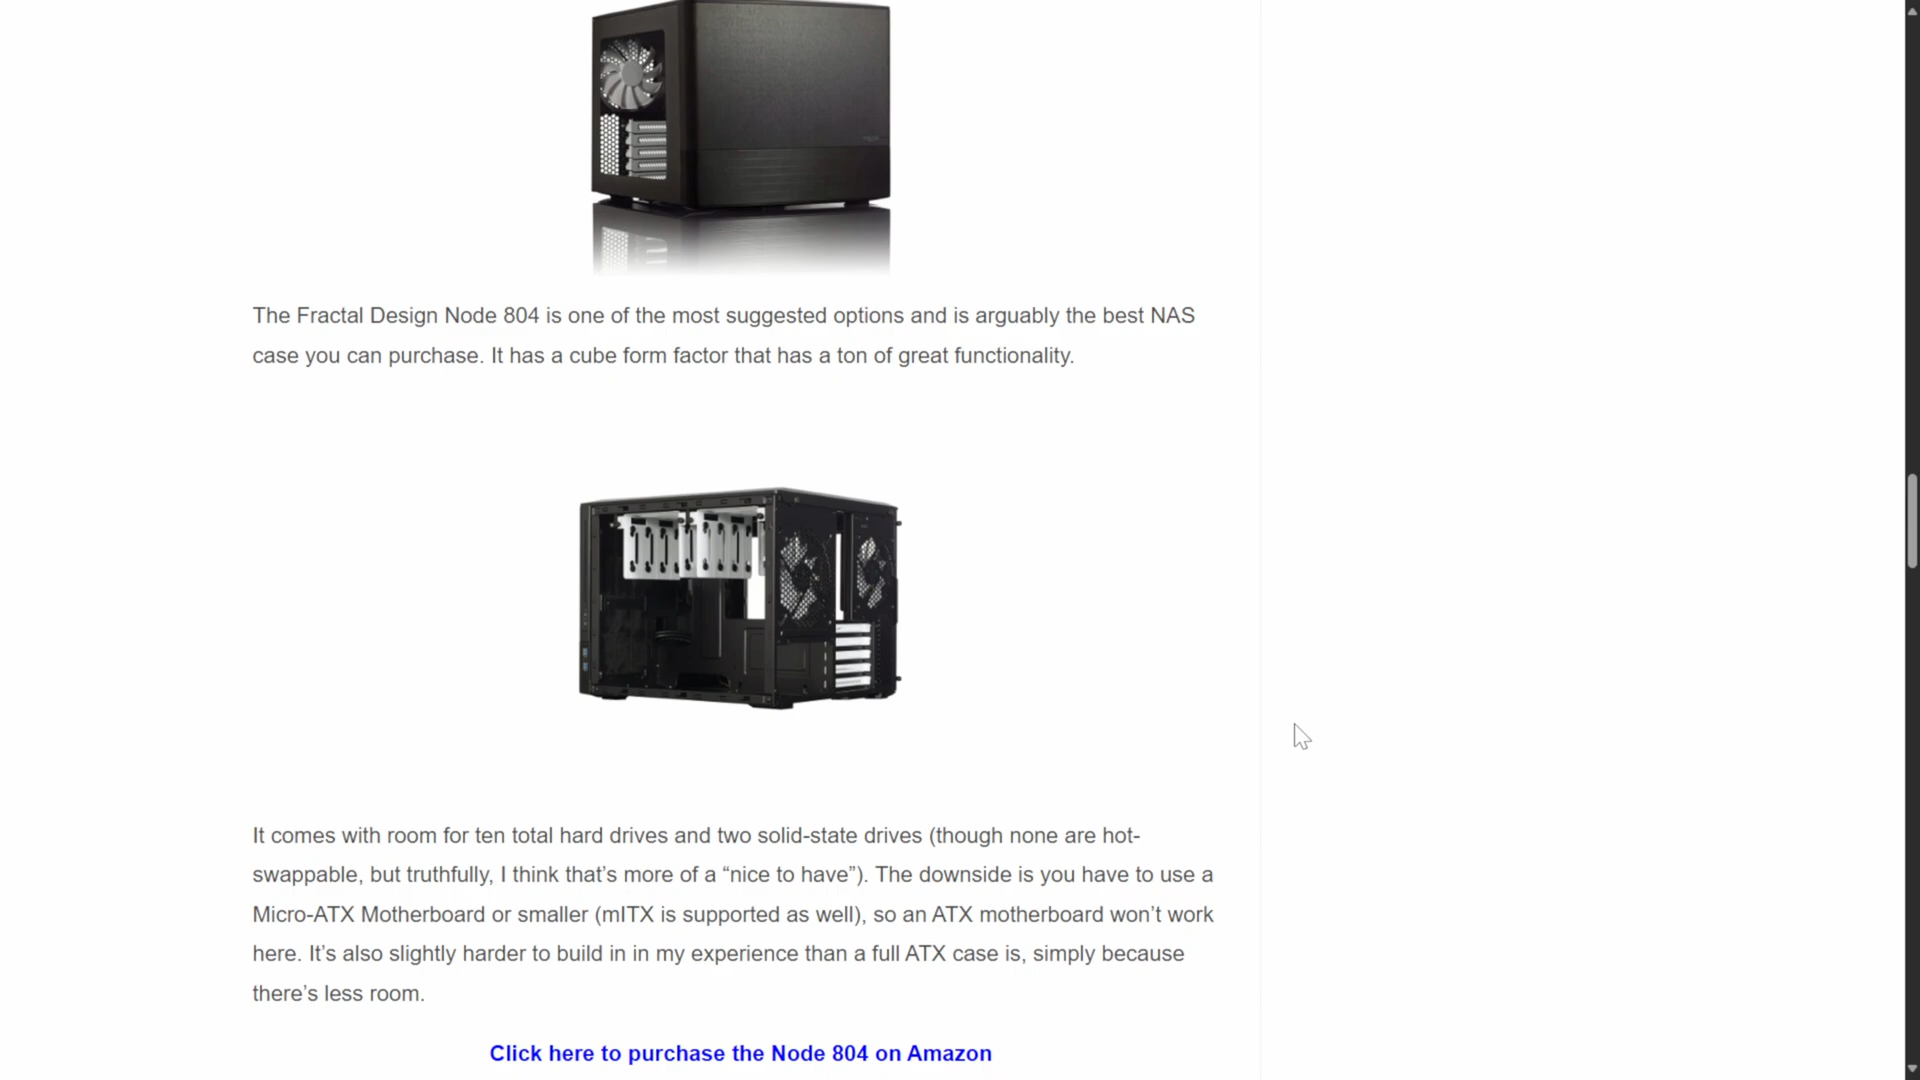 The Fractal Design Node 804 is one of the most suggested options and is arguably the best NAS
case you can purchase. It has a cube form factor that has a ton of great functionality.
It comes with room for ten total hard drives and two solid-state drives (though none are hot-
swappable, but truthfully, I think that’s more of a “nice to have”). The downside is you have to use a
Micro-ATX Motherboard or smaller (mITX is supported as well), so an ATX motherboard won’t work
here. It’s also slightly harder to build in in my experience than a full ATX case is, simply because
there’s less room.
Click here to purchase the Node 804 on Amazon